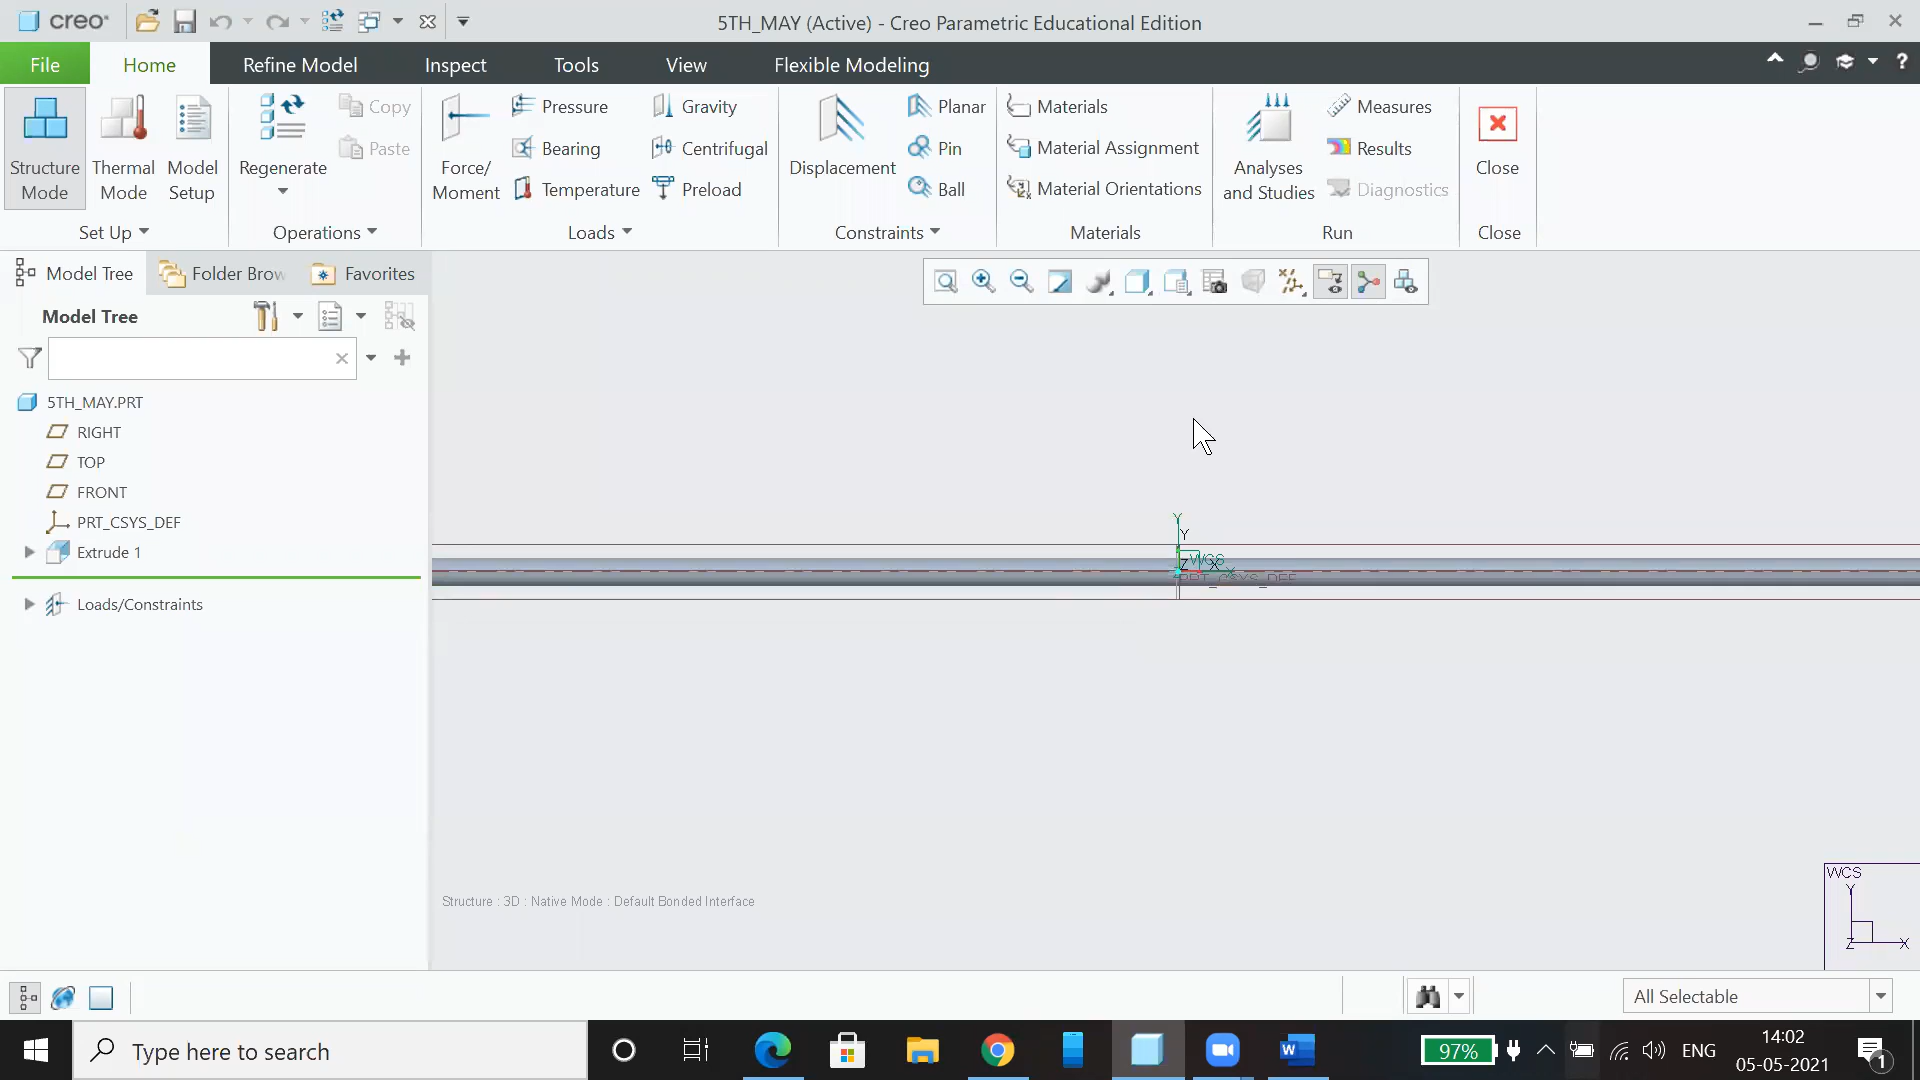 creo
5TH_MAY (Active) - Creo Parametric Educational Edition
File Home Refine Model Inspect Tools View Flexible Modeling
Structure Mode
Thermal Mode
Model Setup
Set Up
Regenerate
Copy
Paste
Operations
Force/ Moment
Pressure
Bearing
Temperature
Gravity
Centrifugal
Preload
Loads
Displacement
Planar
Pin
Ball
Constraints
Materials
Material Assignment
Material Orientations
Materials
Analyses and Studies
Measures
Results
Diagnostics
Run
Close
Close
Model Tree Folder Brow Favorites
Model Tree
5TH_MAY.PRT
RIGHT
TOP
FRONT
PRT_CSYS_DEF
Extrude 1
Loads/Constraints
Y
Y
Z WCS X X
PRT_CSYS_DEF
Structure : 3D : Native Mode : Default Bonded Interface
WCS
Y
Z X
All Selectable
Type here to search
97%
ENG
14:02
05-05-2021
1